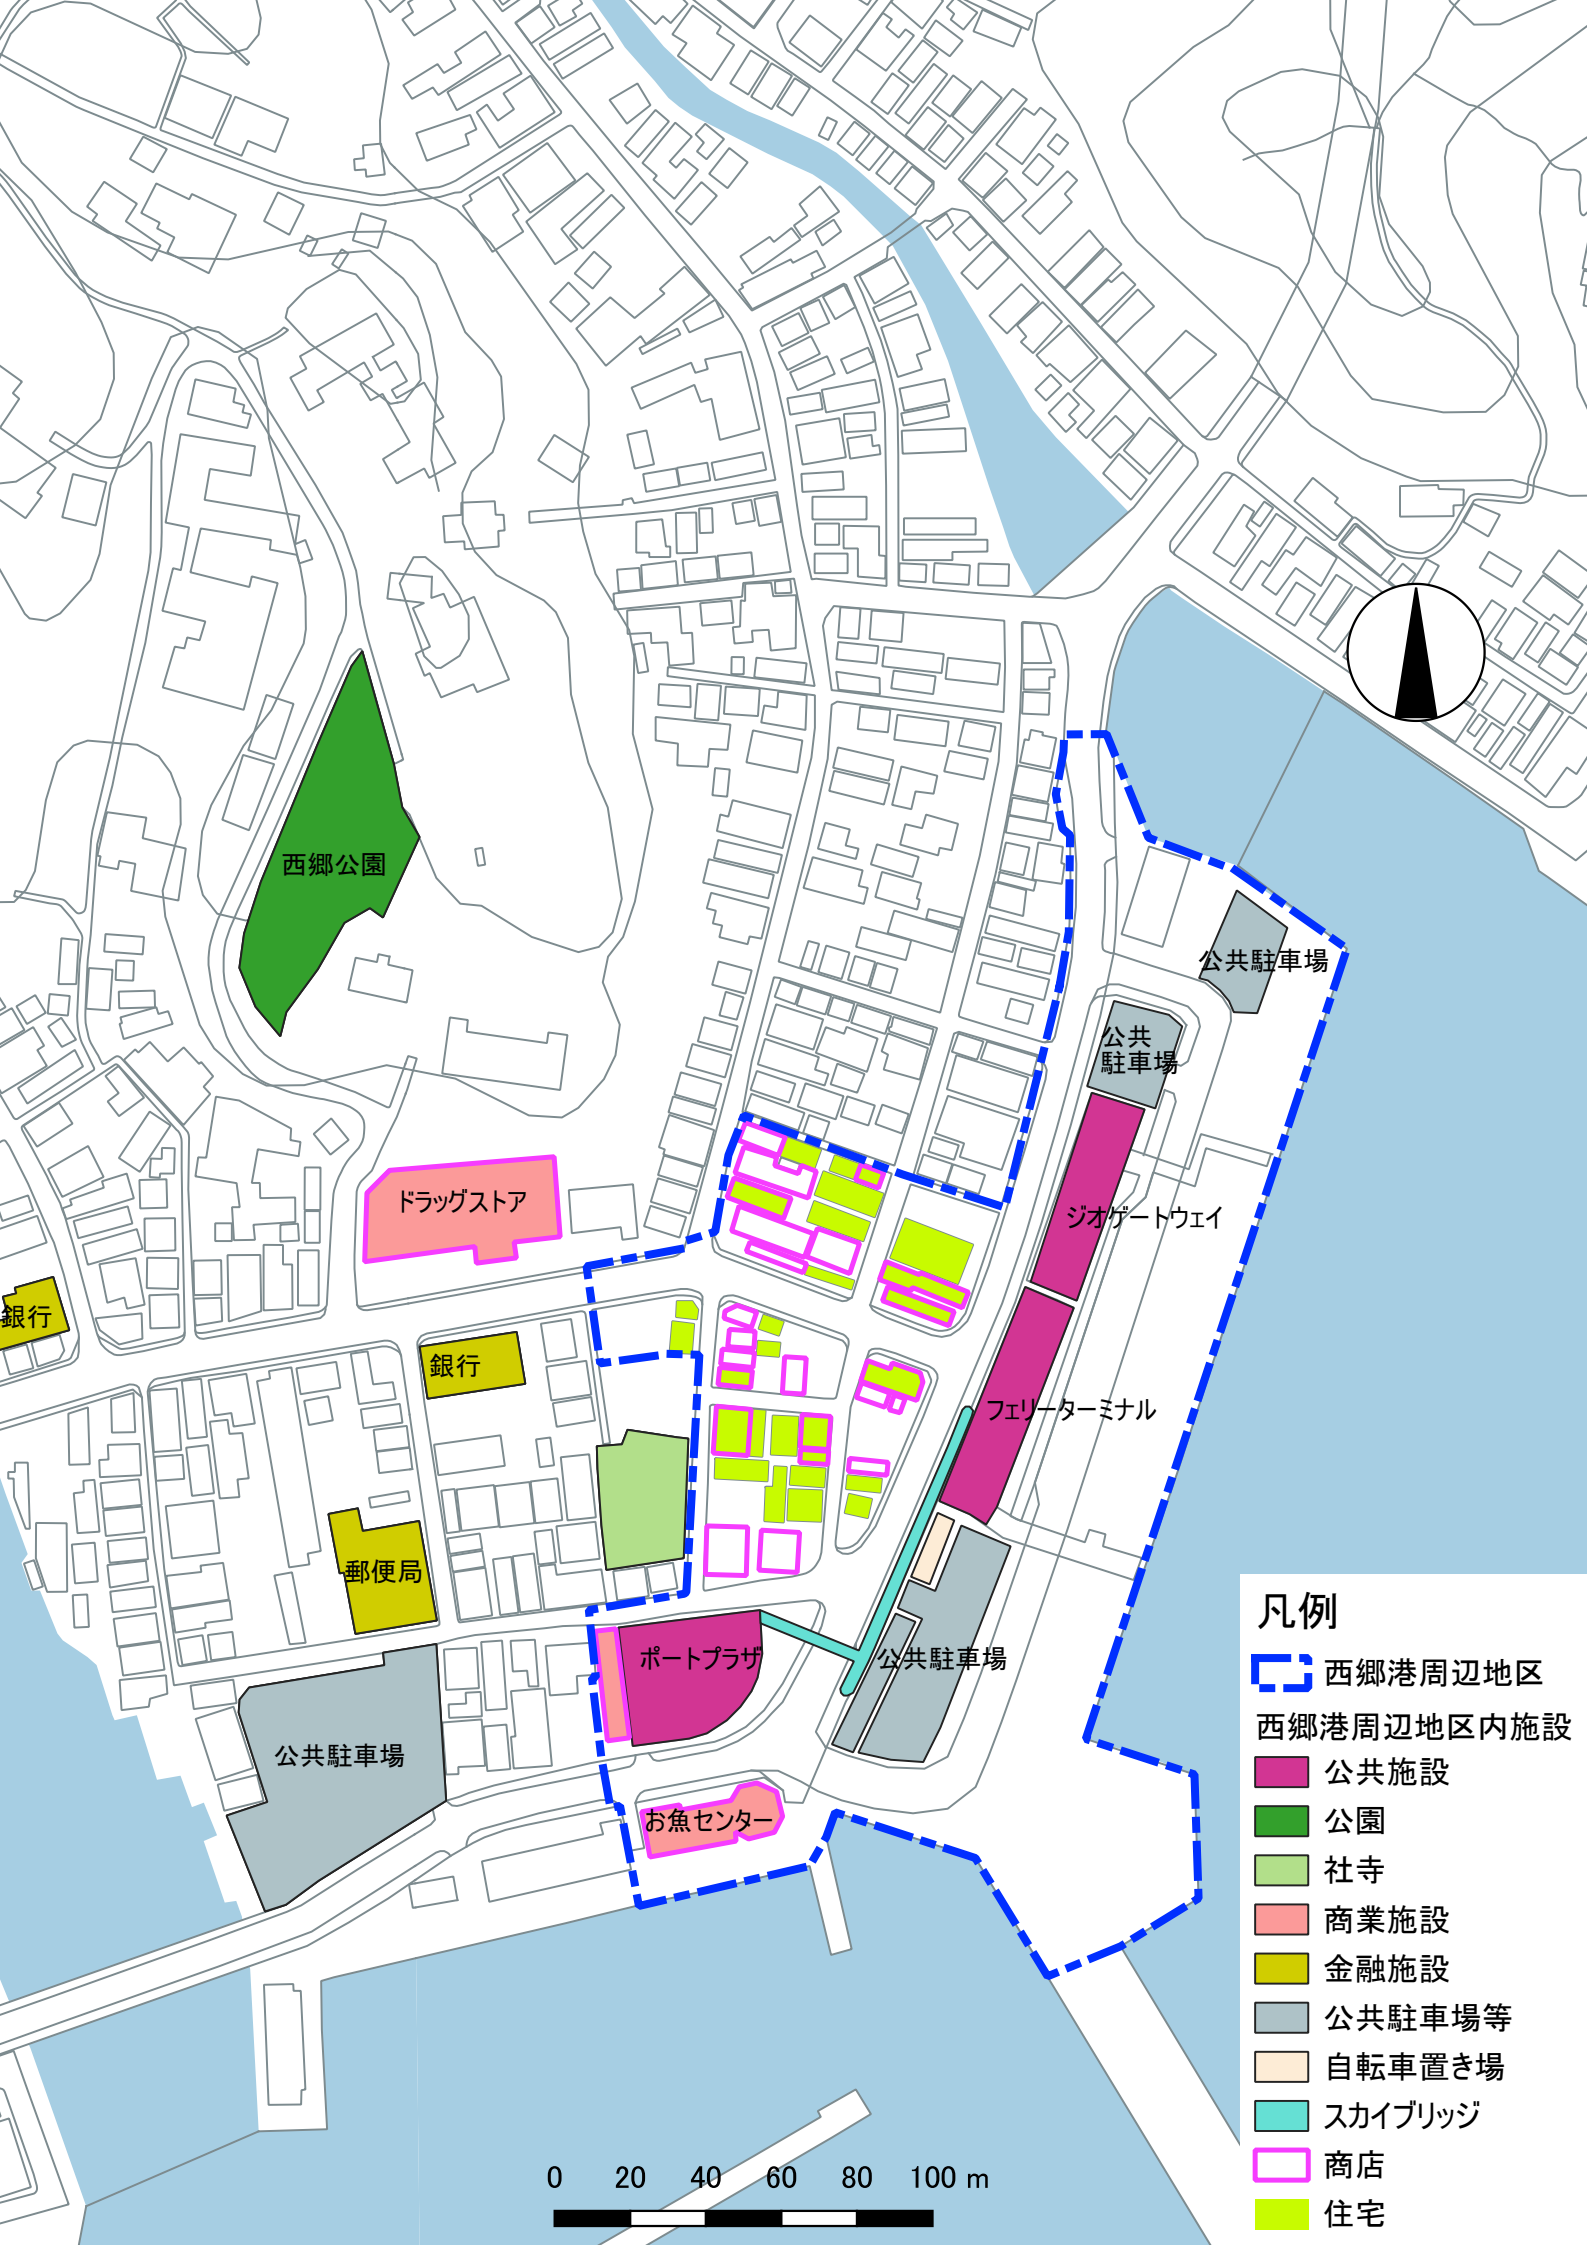 西郷公園
公共駐車場
公共
駐車場
ドラッグストア
ジオゲートウェイ
銀行
銀行
フェリーターミナル
郵便局
ポートプラザ
公共駐車場
公共駐車場
お魚センター
凡例
西郷港周辺地区
西郷港周辺地区内施設
公共施設
公園
社寺
商業施設
金融施設
公共駐車場等
自転車置き場
スカイブリッジ
商店
住宅
0 20 40 60 80 100 m